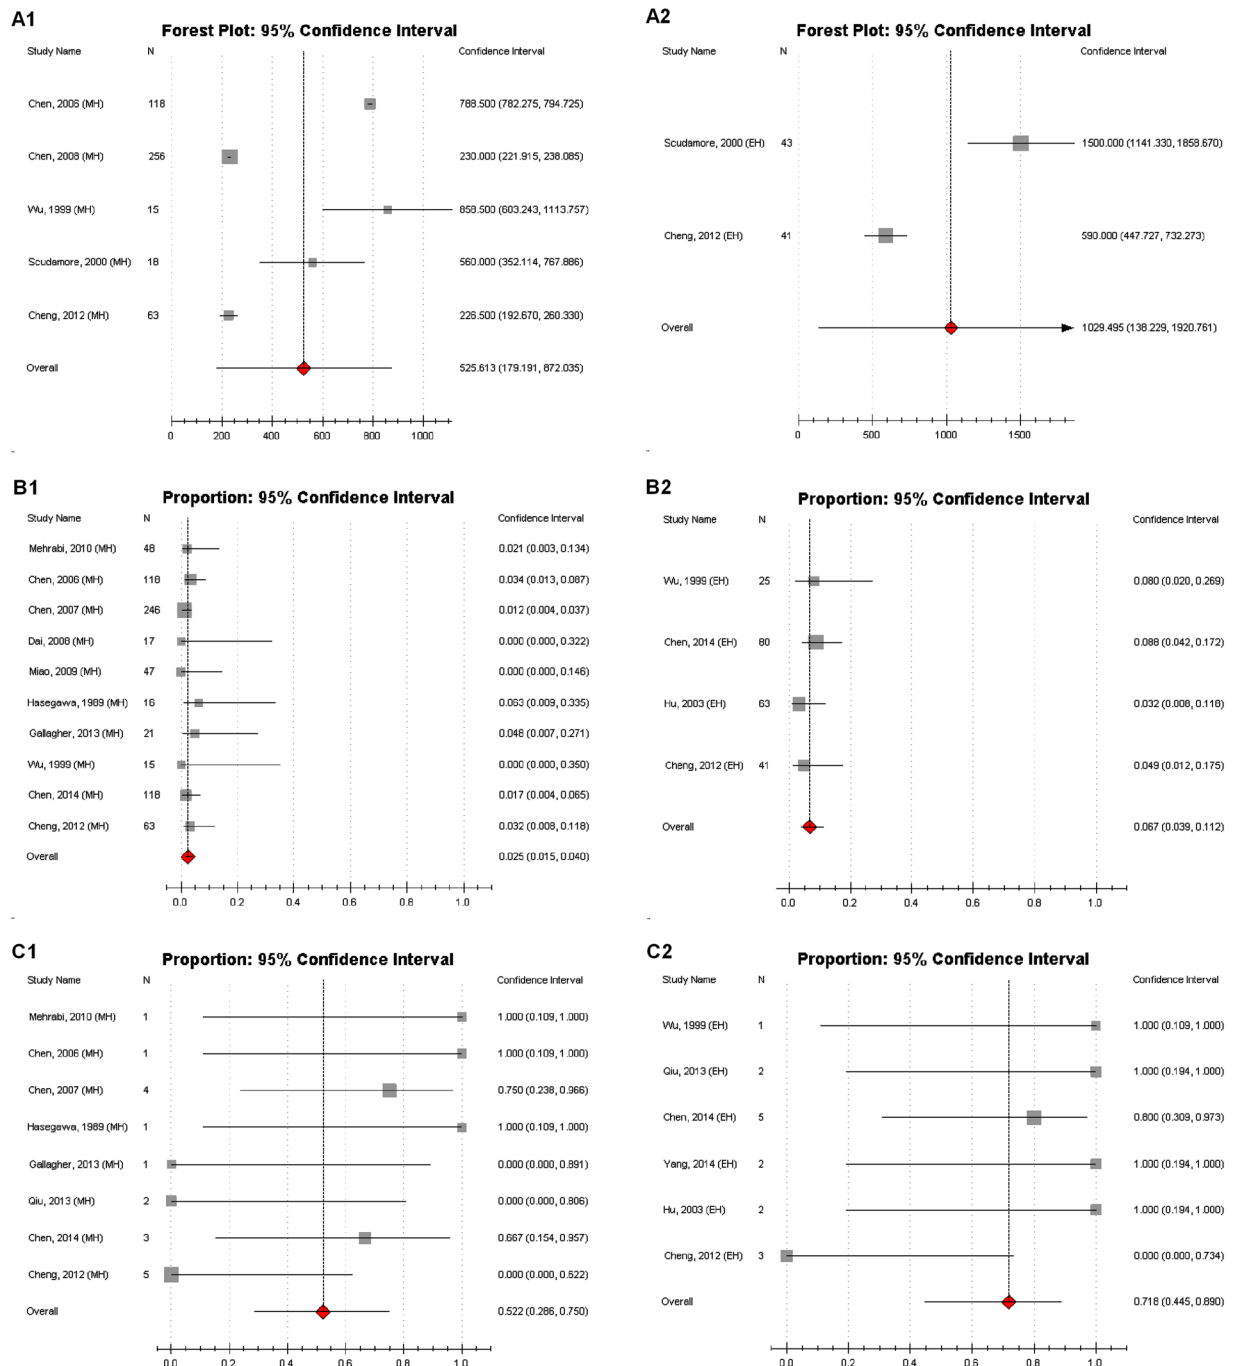 A1
Forest Plot: 95% Confidence Interval
Study Name N Confidence Interval
Chen, 2006 (MH) 118 788.500 (782.275, 794.725)
Chen, 2008 (MH) 256 230.000 (221.915, 238.085)
Wu, 1999 (MH) 15 858.500 (603.243, 1113.757)
Scudamore, 2000 (MH) 18 560.000 (352.114, 767.886)
Cheng, 2012 (MH) 63 226.500 (192.670, 260.330)
Overall 525.613 (179.191, 872.035)
0 200 400 600 800 1000
A2
Forest Plot: 95% Confidence Interval
Study Name N Confidence Interval
Scudamore, 2000 (EH) 43 1500.000 (1141.330, 1858.670)
Cheng, 2012 (EH) 41 590.000 (447.727, 732.273)
Overall 1029.495 (138.229, 1920.761)
0 500 1000 1500
B1
Proportion: 95% Confidence Interval
Study Name N Confidence Interval
Mehrabi, 2010 (MH) 48 0.021 (0.003, 0.134)
Chen, 2006 (MH) 118 0.034 (0.013, 0.087)
Chen, 2007 (MH) 246 0.012 (0.004, 0.037)
Dai, 2008 (MH) 17 0.000 (0.000, 0.322)
Miao, 2009 (MH) 47 0.000 (0.000, 0.146)
Hasegawa, 1989 (MH) 16 0.063 (0.009, 0.335)
Gallagher, 2013 (MH) 21 0.048 (0.007, 0.271)
Wu, 1999 (MH) 15 0.000 (0.000, 0.350)
Chen, 2014 (MH) 118 0.017 (0.004, 0.065)
Cheng, 2012 (MH) 63 0.032 (0.008, 0.118)
Overall 0.025 (0.015, 0.040)
0.0 0.2 0.4 0.6 0.8 1.0
B2
Proportion: 95% Confidence Interval
Study Name N Confidence Interval
Wu, 1999 (EH) 25 0.080 (0.020, 0.269)
Chen, 2014 (EH) 80 0.088 (0.042, 0.172)
Hu, 2003 (EH) 63 0.032 (0.008, 0.118)
Cheng, 2012 (EH) 41 0.049 (0.012, 0.175)
Overall 0.067 (0.039, 0.112)
0.0 0.2 0.4 0.6 0.8 1.0
C1
Proportion: 95% Confidence Interval
Study Name N Confidence Interval
Mehrabi, 2010 (MH) 1 1.000 (0.109, 1.000)
Chen, 2006 (MH) 1 1.000 (0.109, 1.000)
Chen, 2007 (MH) 4 0.750 (0.238, 0.966)
Hasegawa, 1989 (MH) 1 1.000 (0.109, 1.000)
Gallagher, 2013 (MH) 1 0.000 (0.000, 0.891)
Qiu, 2013 (MH) 2 0.000 (0.000, 0.806)
Chen, 2014 (MH) 3 0.667 (0.154, 0.957)
Cheng, 2012 (MH) 5 0.000 (0.000, 0.522)
Overall 0.522 (0.286, 0.750)
0.0 0.2 0.4 0.6 0.8 1.0
C2
Proportion: 95% Confidence Interval
Study Name N Confidence Interval
Wu, 1999 (EH) 1 1.000 (0.109, 1.000)
Qiu, 2013 (EH) 2 1.000 (0.194, 1.000)
Chen, 2014 (EH) 5 0.800 (0.309, 0.973)
Yang, 2014 (EH) 2 1.000 (0.194, 1.000)
Hu, 2003 (EH) 2 1.000 (0.194, 1.000)
Cheng, 2012 (EH) 3 0.000 (0.000, 0.734)
Overall 0.718 (0.445, 0.890)
0.0 0.2 0.4 0.6 0.8 1.0